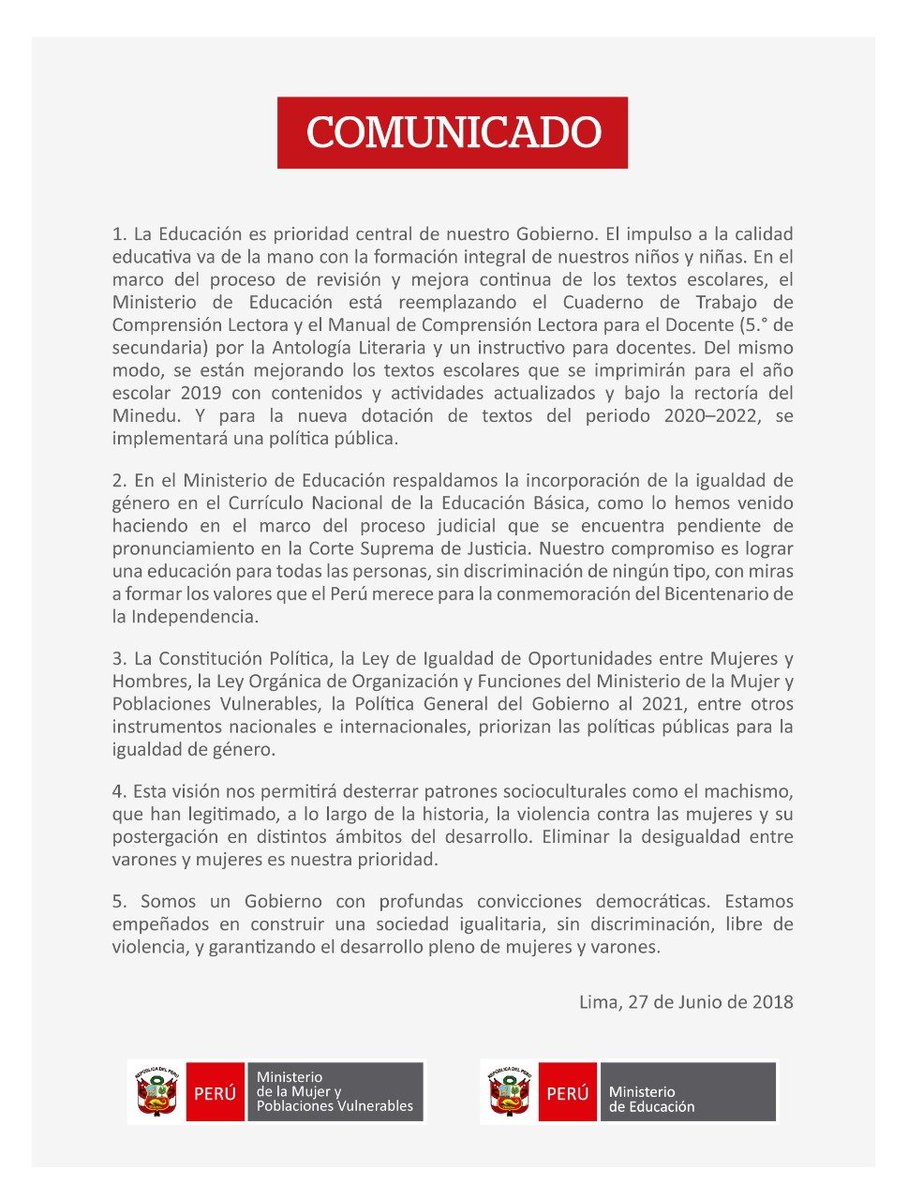 COMUNICADO
1. La Educación es prioridad central de nuestro Gobierno. El impulso a la calidad
educativa va de la mano con la formación integral de nuestros niños y niñas. En el
marco del proceso de revisión y mejora continua de los textos escolares, el
Ministerio de Educación está reemplazando el Cuaderno de Trabajo de
Comprensión Lectora y el Manual de Comprensión Lectora para el Docente (5.° de
secundaria) por la Antología Literaria y un instructivo para docentes. Del mismo
modo, se están mejorando los textos escolares que se imprimirán para el año
escolar 2019 con contenidos y actividades actualizados y bajo la rectoría del
Minedu. Y para la nueva dotación de textos del periodo 2020–2022, se
implementará una política pública.
2. En el Ministerio de Educación respaldamos la incorporación de la igualdad de
género en el Currículo Nacional de la Educación Básica, como lo hemos venido
haciendo en el marco del proceso judicial que se encuentra pendiente de
pronunciamiento en la Corte Suprema de Justicia. Nuestro compromiso es lograr
una educación para todas las personas, sin discriminación de ningún tipo, con miras
a formar los valores que el Perú merece para la conmemoración del Bicentenario de
la Independencia.
3. La Constitución Política, la Ley de Igualdad de Oportunidades entre Mujeres y
Hombres, la Ley Orgánica de Organización y Funciones del Ministerio de la Mujer y
Poblaciones Vulnerables, la Política General del Gobierno al 2021, entre otros
instrumentos nacionales e internacionales, priorizan las políticas públicas para la
igualdad de género.
4. Esta visión nos permitirá desterrar patrones socioculturales como el machismo,
que han legitimado, a lo largo de la historia, la violencia contra las mujeres y su
postergación en distintos ámbitos del desarrollo. Eliminar la desigualdad entre
varones y mujeres es nuestra prioridad.
5. Somos un Gobierno con profundas convicciones democráticas. Estamos
empeñados en construir una sociedad igualitaria, sin discriminación, libre de
violencia, y garantizando el desarrollo pleno de mujeres y varones.
Lima, 27 de Junio de 2018
REPÚBLICA DEL PERÚ
PERÚ
Ministerio
de la Mujer y
Poblaciones Vulnerables
REPÚBLICA DEL PERÚ
PERÚ
Ministerio
de Educación